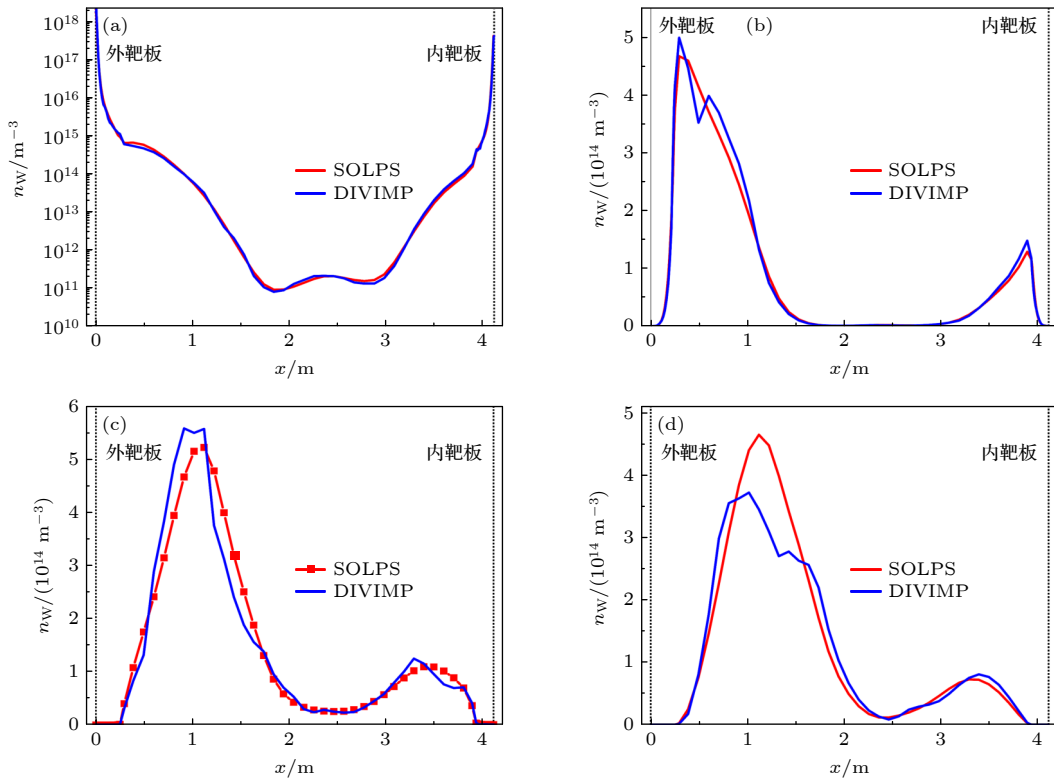 (a)
外靶板
内靶板
10^18
10^17
10^16
10^15
10^14
10^13
10^12
10^11
10^10
n_W/m^−3
SOLPS
DIVIMP
0 1 2 3 4
x/m
(b)
外靶板
内靶板
5
4
3
2
1
0
n_W/(10^14 m^−3)
SOLPS
DIVIMP
0 1 2 3 4
x/m
(c)
外靶板
内靶板
6
5
4
3
2
1
0
n_W/(10^14 m^−3)
SOLPS
DIVIMP
0 1 2 3 4
x/m
(d)
外靶板
内靶板
5
4
3
2
1
0
n_W/(10^14 m^−3)
SOLPS
DIVIMP
0 1 2 3 4
x/m